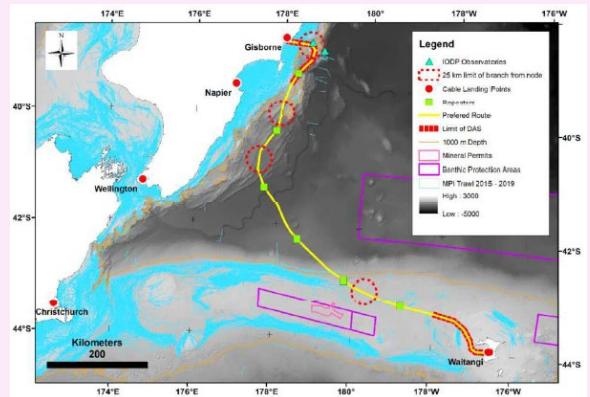 176°E 178°E 180° 178°W 176°W
Gisborne
Legend
IODP Observatories
25 km limit of branch from node
Cable Landing Points
Repeaters
Prefered Route
Limit of DAS
1000 m Depth
Mineral Permits
Benthic Protection Areas
MPI Trawl 2015 - 2019
High : 3000
Low : -5000
Napier
40°S 40°S
Wellington
42°S 42°S
Christchurch
44°S 44°S
Kilometers
200
Waitangi
176°E 178°E 180° 178°W 176°W